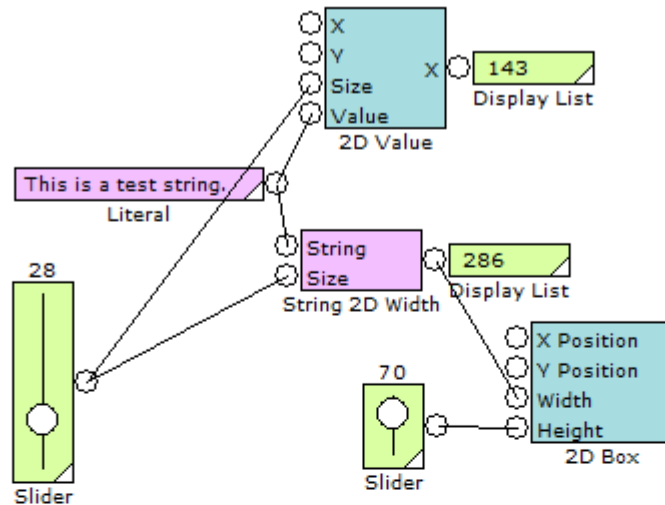 X
Y
Size
Value
X
2D Value
143
Display List
This is a test string.
Literal
String
Size
String 2D Width
286
Display List
28
Slider
70
Slider
X Position
Y Position
Width
Height
2D Box